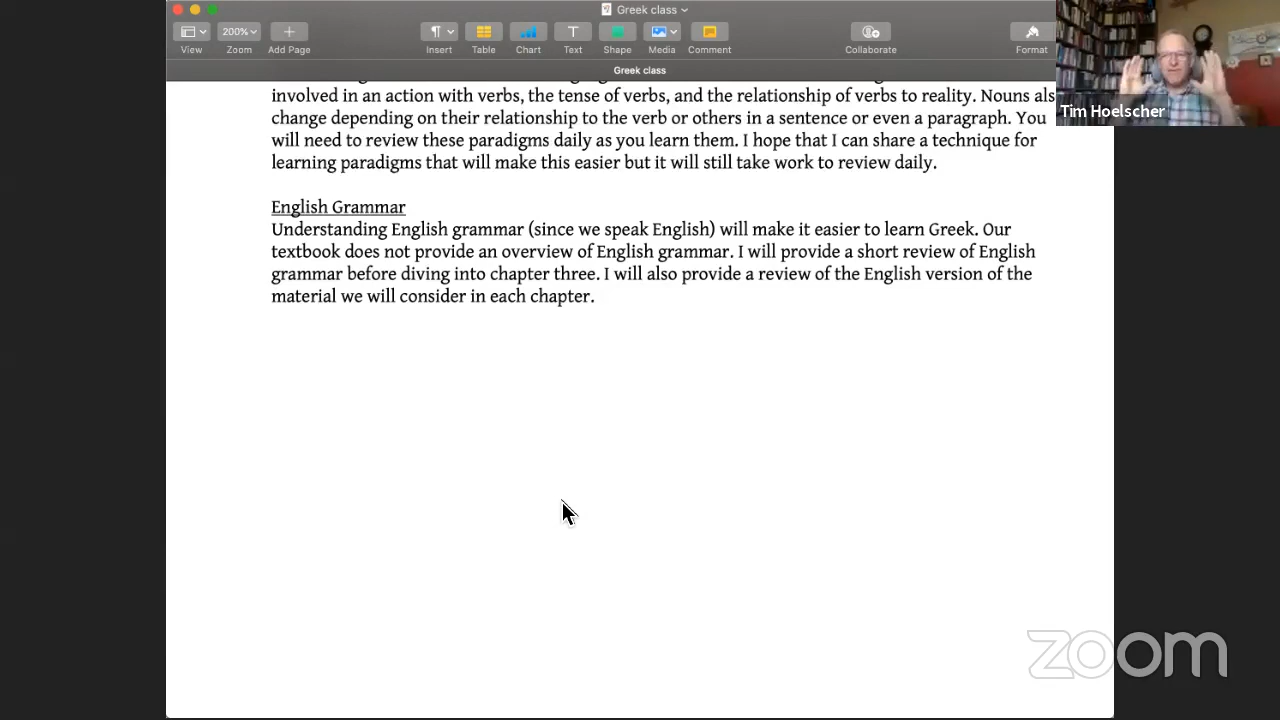 Greek class
200%
View
Zoom
Add Page
Insert
Table
Chart
Text
Shape
Media
Comment
Collaborate
Format
Greek class
Tim Hoelscher
involved in an action with verbs, the tense of verbs, and the relationship of verbs to reality. Nouns als
change depending on their relationship to the verb or others in a sentence or even a paragraph. You
will need to review these paradigms daily as you learn them. I hope that I can share a technique for
learning paradigms that will make this easier but it will still take work to review daily.
English Grammar
Understanding English grammar (since we speak English) will make it easier to learn Greek. Our
textbook does not provide an overview of English grammar. I will provide a short review of English
grammar before diving into chapter three. I will also provide a review of the English version of the
material we will consider in each chapter.
zoom